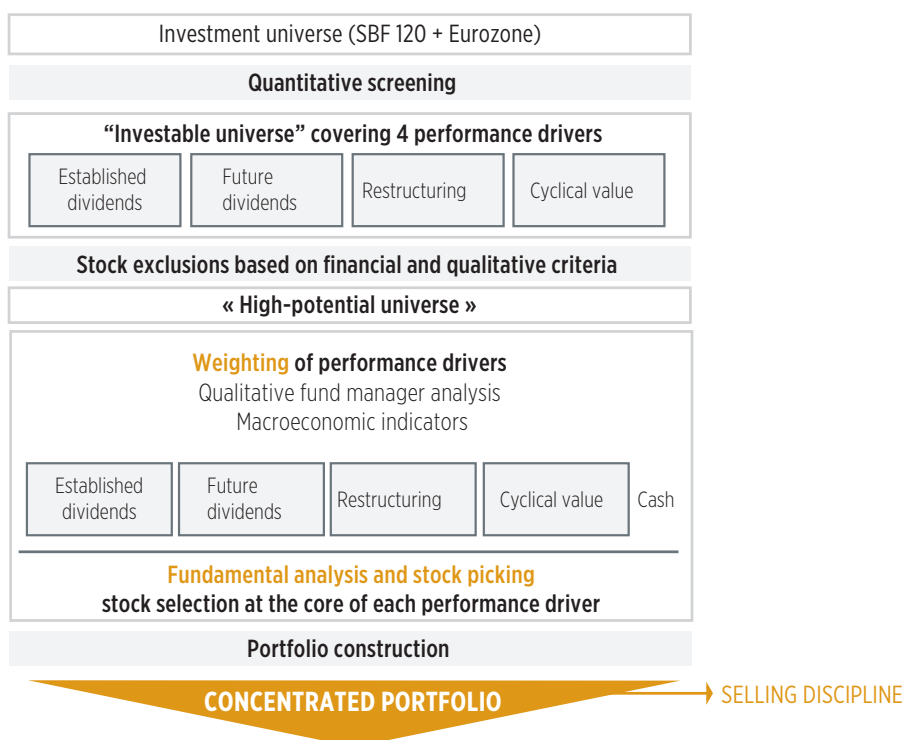 Investment universe (SBF 120 + Eurozone)
Quantitative screening
“Investable universe” covering 4 performance drivers
Established
dividends
Future
dividends
Restructuring
Cyclical value
Stock exclusions based on financial and qualitative criteria
« High-potential universe »
Weighting of performance drivers
Qualitative fund manager analysis
Macroeconomic indicators
Established
dividends
Future
dividends
Restructuring
Cyclical value
Cash
Fundamental analysis and stock picking
stock selection at the core of each performance driver
Portfolio construction
CONCENTRATED PORTFOLIO
SELLING DISCIPLINE